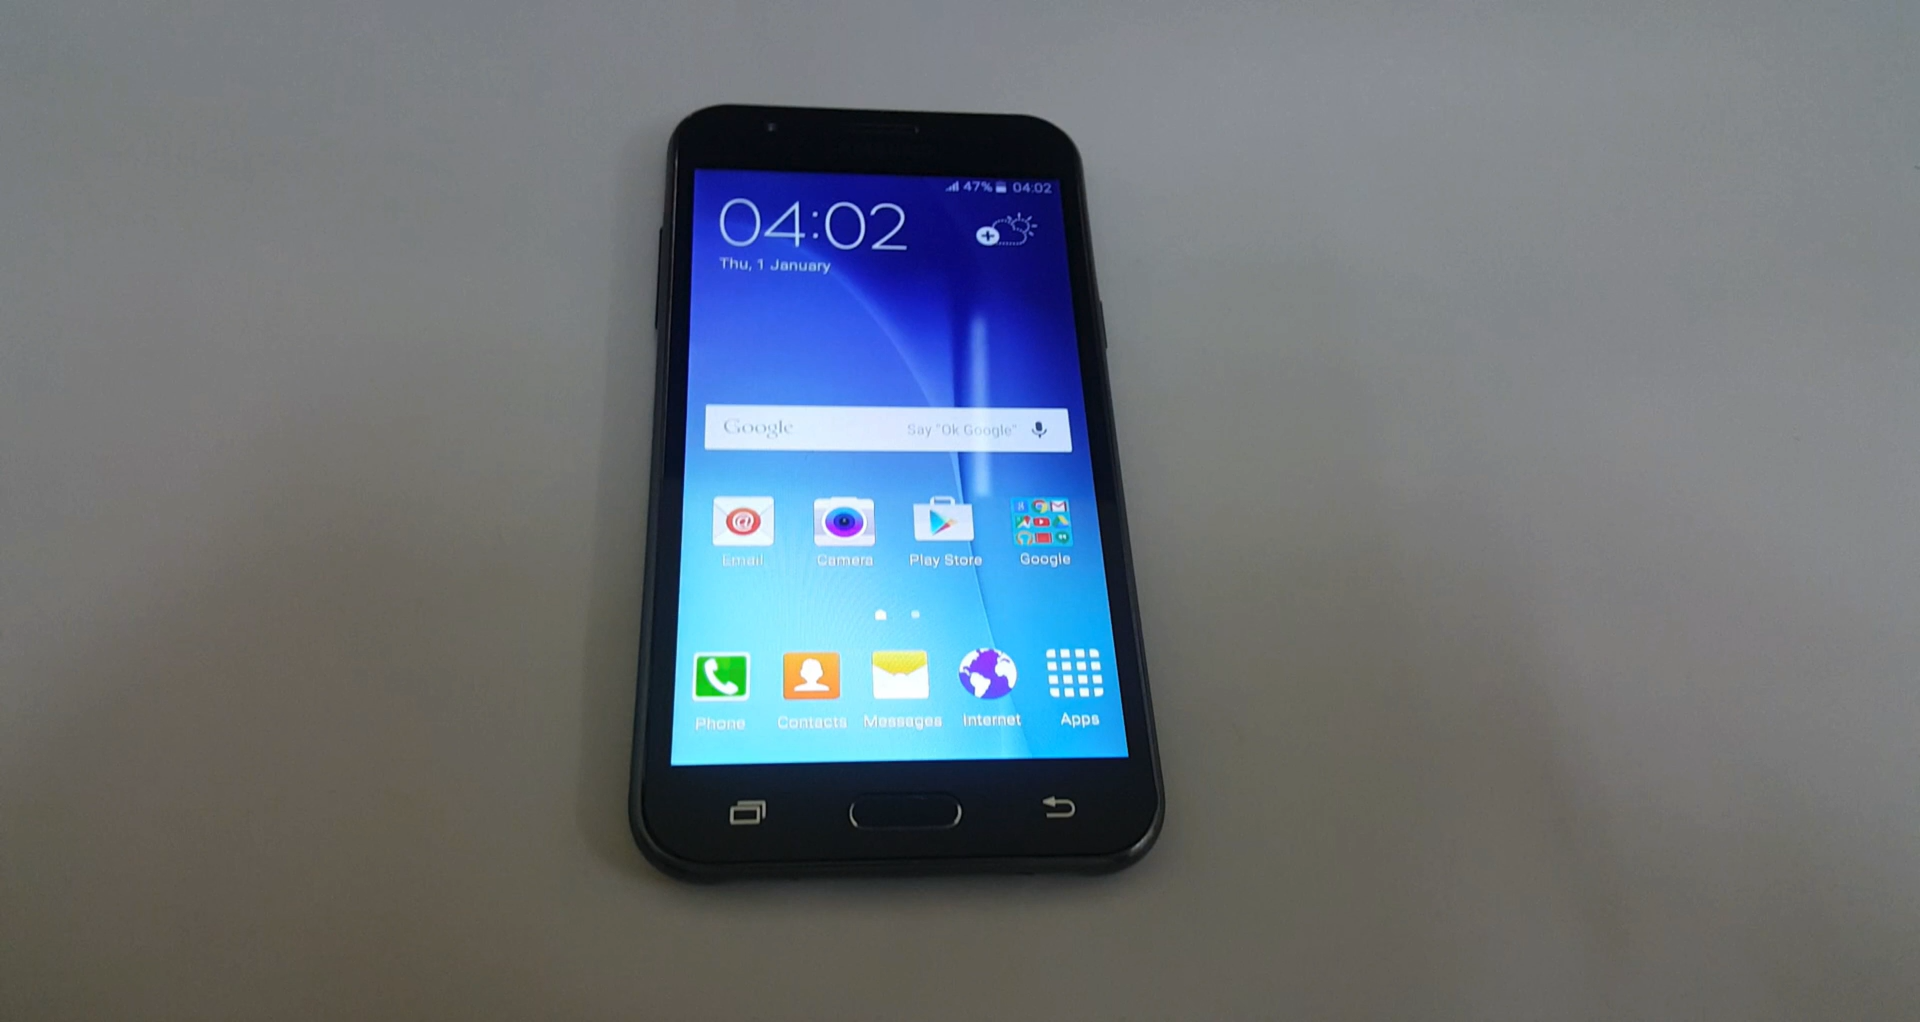 47% 04:02
04:02
Thu, 1 January
Google Say "Ok Google"
Email Camera Play Store Google
Phone Contacts Messages Internet Apps